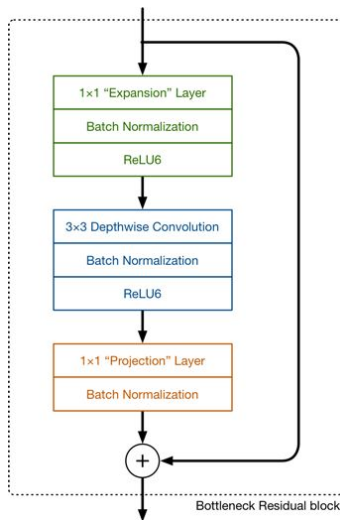 1×1 “Expansion” Layer
Batch Normalization
ReLU6
3×3 Depthwise Convolution
Batch Normalization
ReLU6
1×1 “Projection” Layer
Batch Normalization
+
Bottleneck Residual block